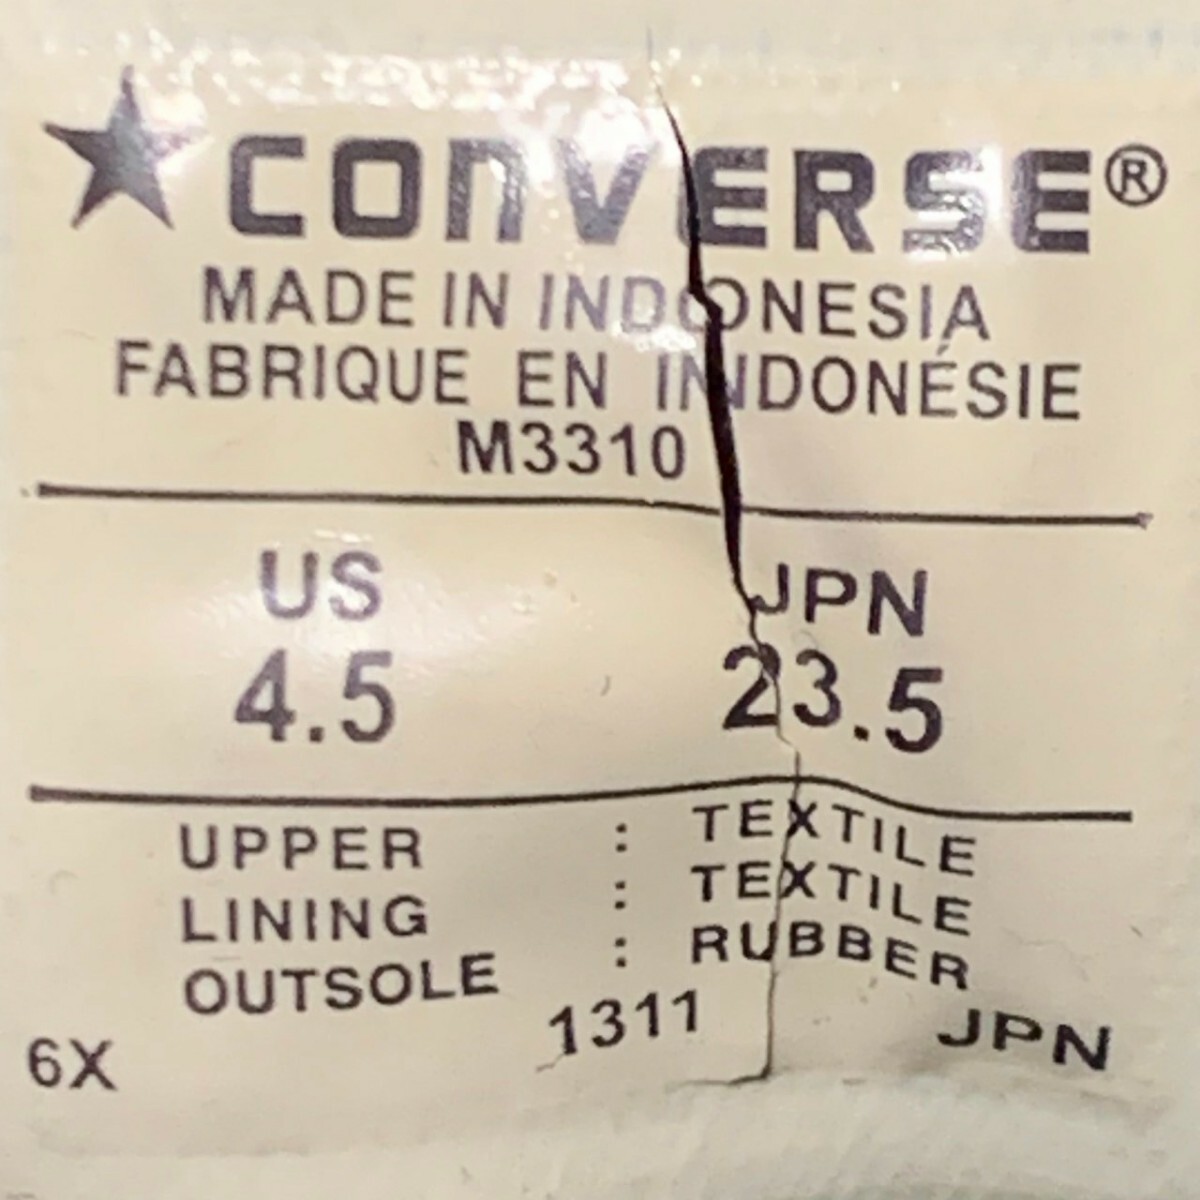 ★CONVERSE®
MADE IN INDONESIA
FABRIQUE EN INDONÉSIE
M3310
US JPN
4.5 23.5
UPPER : TEXTILE
LINING : TEXTILE
OUTSOLE : RUBBER
6X 1311 JPN